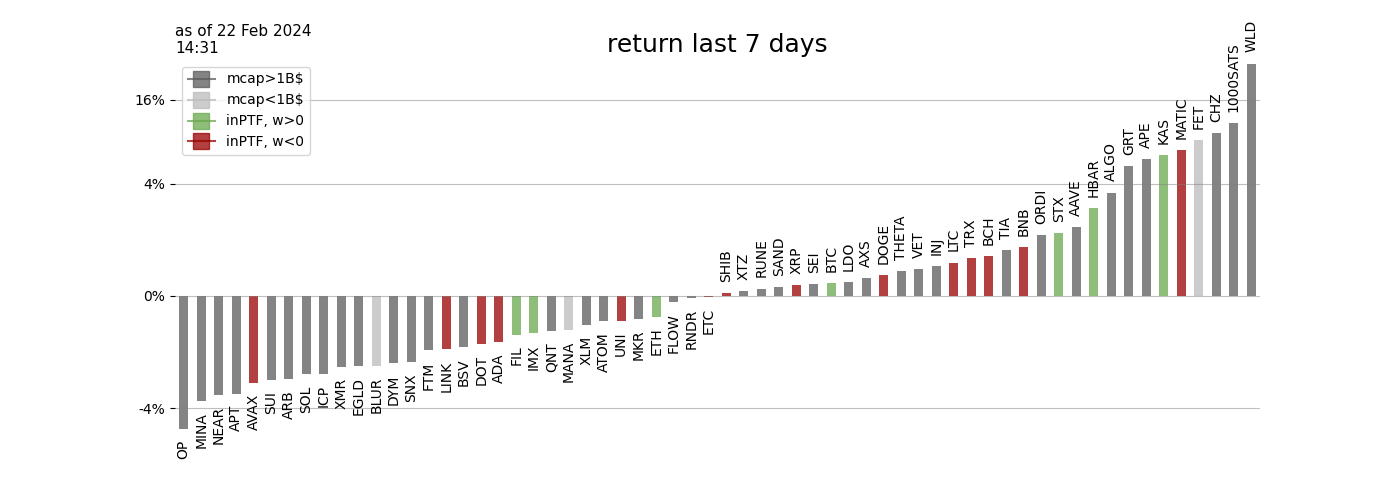 as of 22 Feb 2024
14:31
return last 7 days
mcap>1B$
mcap<1B$
inPTF, w>0
inPTF, w<0
16%
4%
0%
-4%
OP
MINA
NEAR
APT
AVAX
SUI
ARB
SOL
ICP
XMR
EGLD
BLUR
DYM
SNX
FTM
LINK
BSV
DOT
ADA
FIL
IMX
QNT
MANA
XLM
ATOM
UNI
MKR
ETH
FLOW
RNDR
ETC
SHIB
XTZ
RUNE
SAND
XRP
SEI
BTC
LDO
AXS
DOGE
THETA
VET
INJ
LTC
TRX
BCH
TIA
BNB
ORDI
STX
AAVE
HBAR
ALGO
GRT
APE
KAS
MATIC
FET
CHZ
1000SATS
WLD